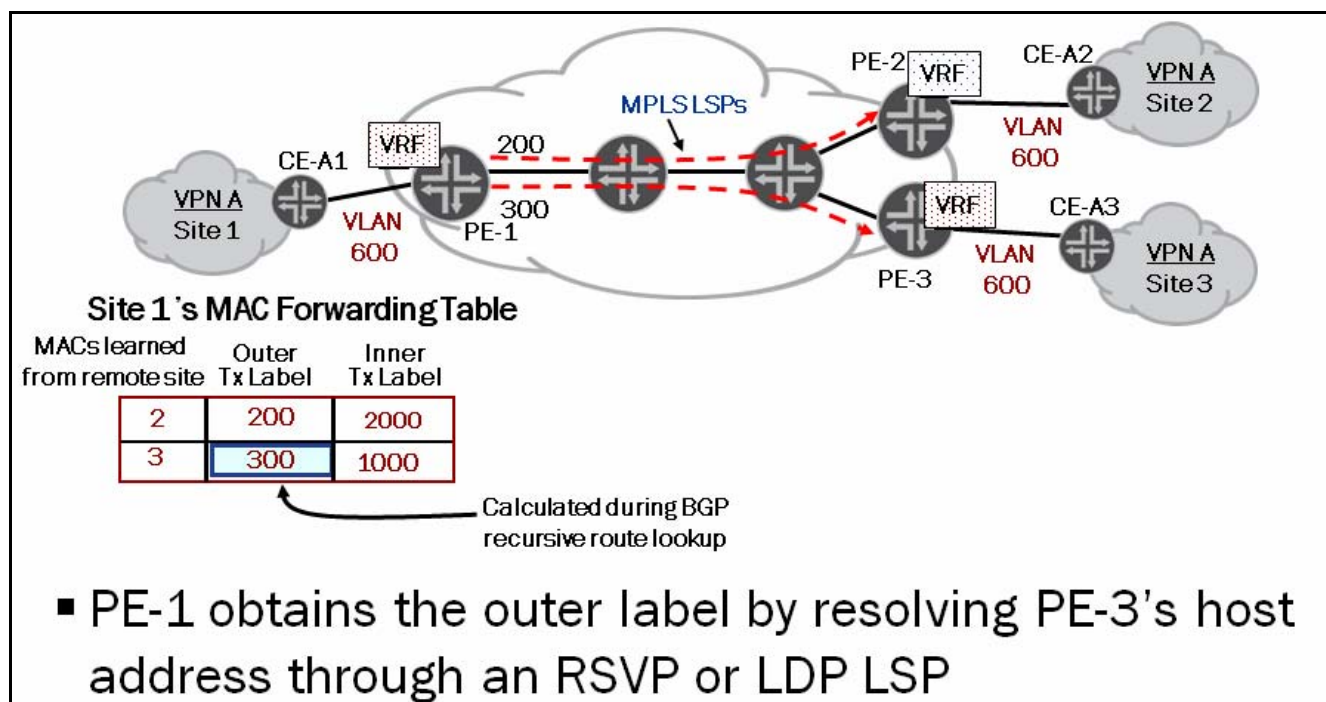 PE-2
VRF
CE-A2
VPN A
Site 2
MPLS LSPs
VLAN
600
VRF
200
CE-A1
VPN A
Site 1
VLAN
600
300
PE-1
VRF
CE-A3
VLAN
600
VPN A
Site 3
PE-3
Site 1's MAC Forwarding Table
MACs learned
from remote site
Outer
Tx Label
Inner
Tx Label
2 200 2000
3 300 1000
Calculated during BGP
recursive route lookup
▪ PE-1 obtains the outer label by resolving PE-3's host
address through an RSVP or LDP LSP